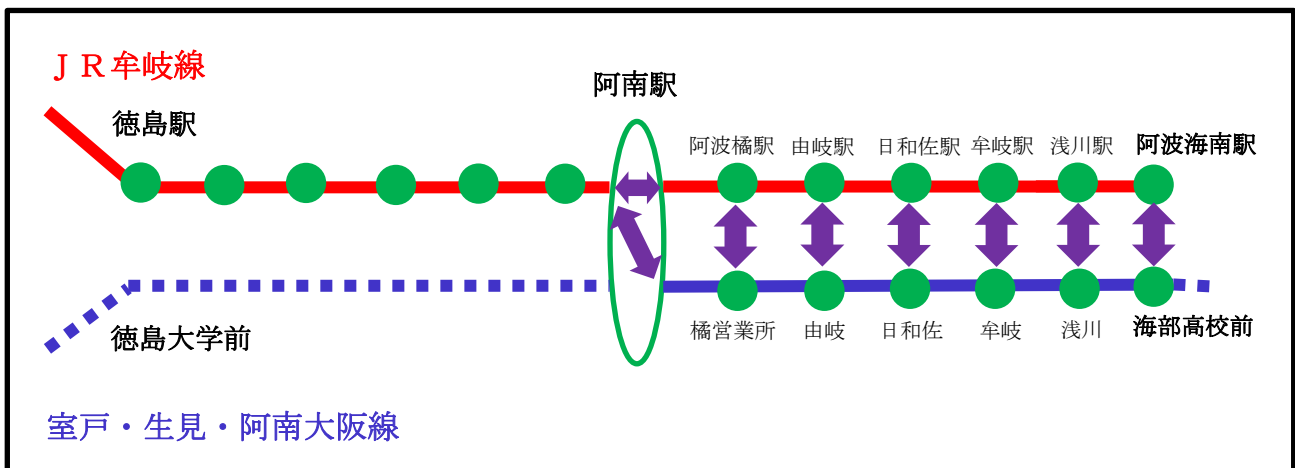 ＪＲ牟岐線
徳島駅
阿南駅
阿波橘駅
由岐駅
日和佐駅
牟岐駅
浅川駅
阿波海南駅
徳島大学前
橘営業所
由岐
日和佐
牟岐
浅川
海部高校前
室戸・生見・阿南大阪線